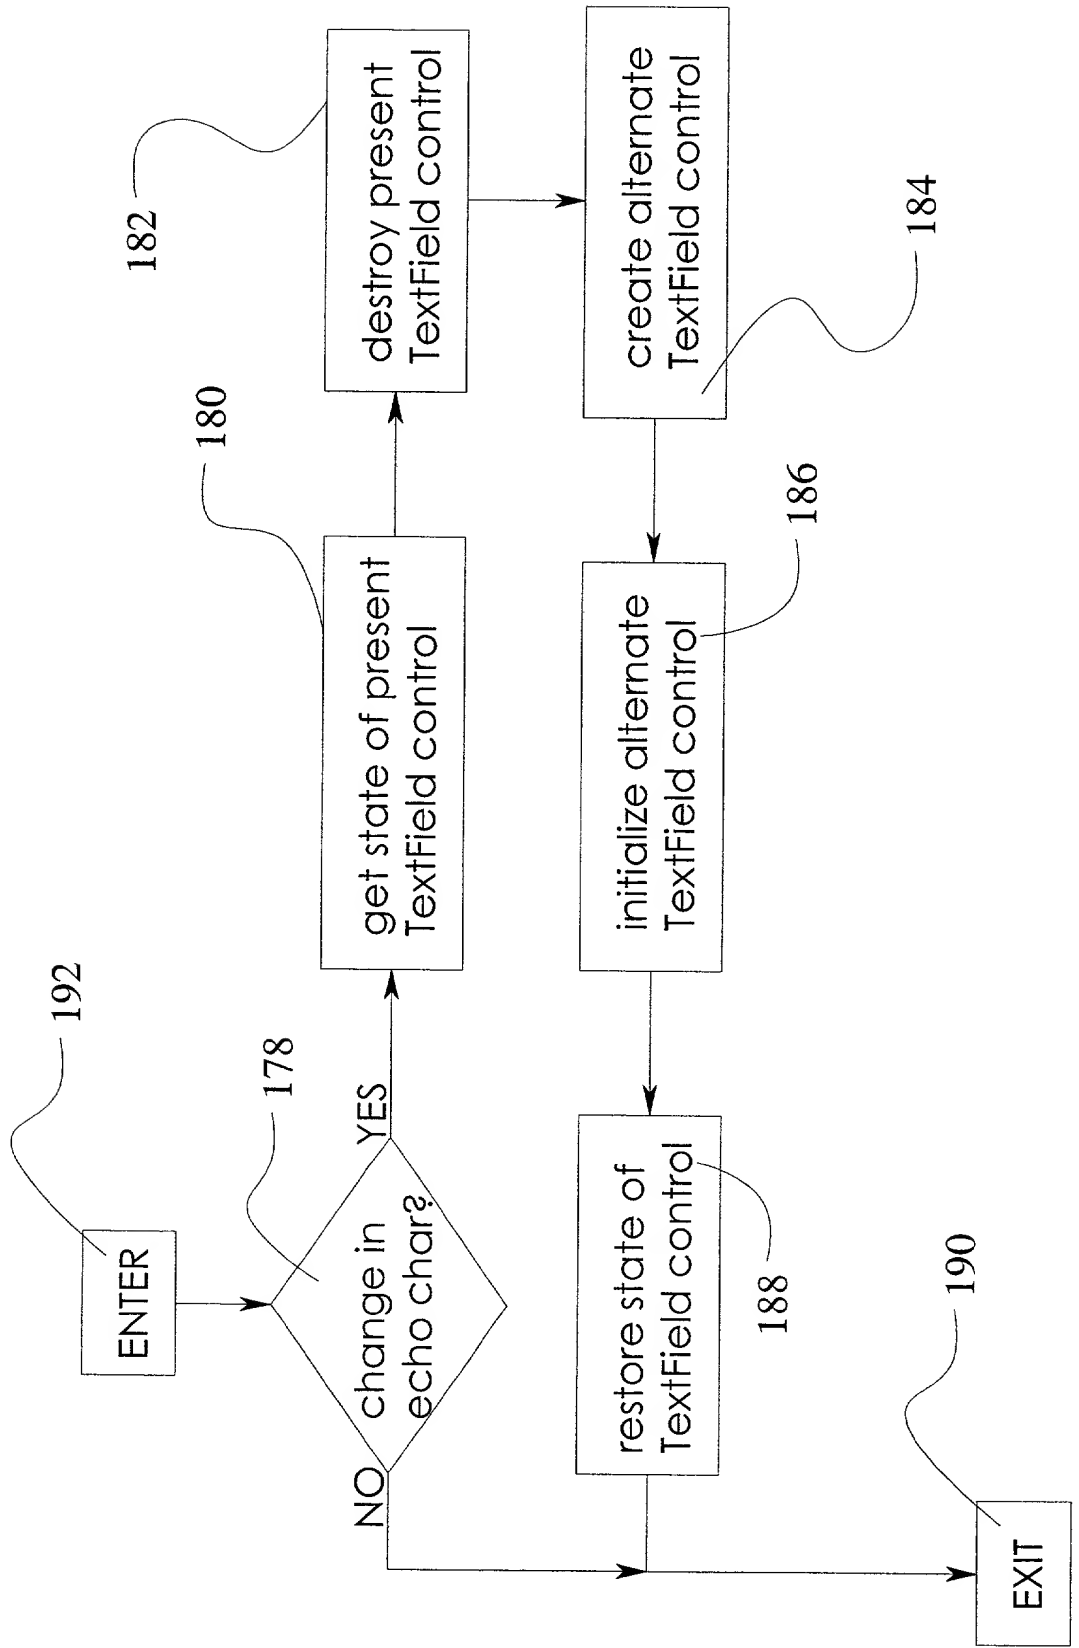 192
ENTER
178
change in
echo char?
NO
YES
180
get state of present
TextField control
182
destroy present
TextField control
184
create alternate
TextField control
186
initialize alternate
TextField control
188
restore state of
TextField control
190
EXIT